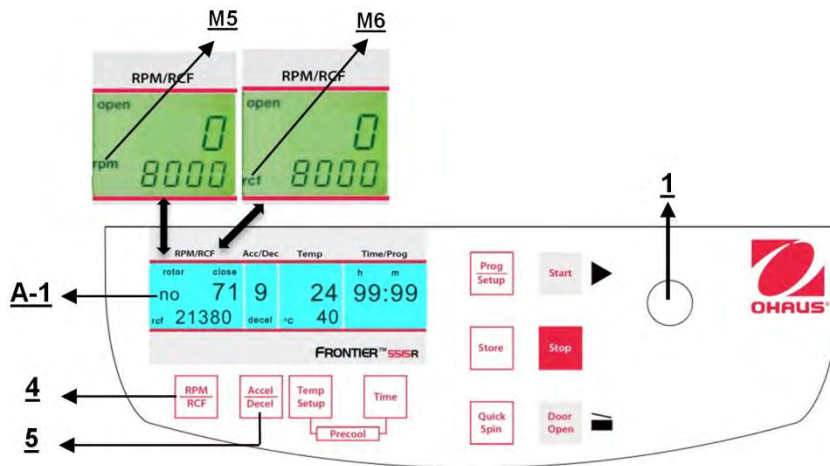 M5
M6
RPM/RCF
open
0
rpm 8000
RPM/RCF
open
0
rcf 8000
1
RPM/RCF Acc/Dec Temp Time/Prog
rotor close h m
no 71 9 24 99:99
rcf 21380 decel °C 40
A-1
FRONTIER™ 5515R
Prog
Setup
Start
OHAUS®
Store
Stop
4
RPM
RCF
Accel
Decel
Temp
Setup
Time
Precool
5
Quick
Spin
Door
Open